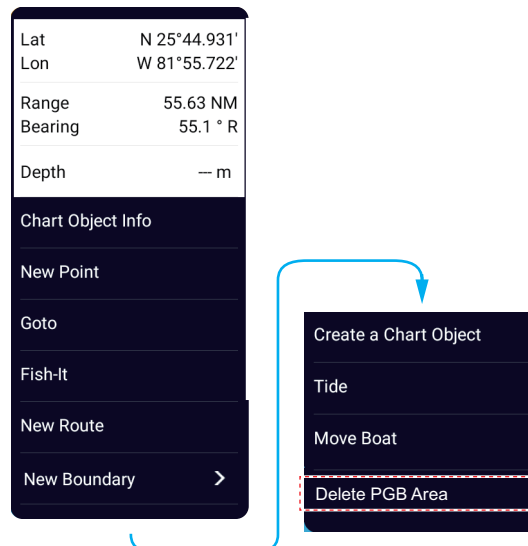 Lat N 25°44.931'
Lon W 81°55.722'
Range 55.63 NM
Bearing 55.1 ° R
Depth --- m
Chart Object Info
New Point
Goto
Fish-It
New Route
New Boundary >
Create a Chart Object
Tide
Move Boat
Delete PGB Area